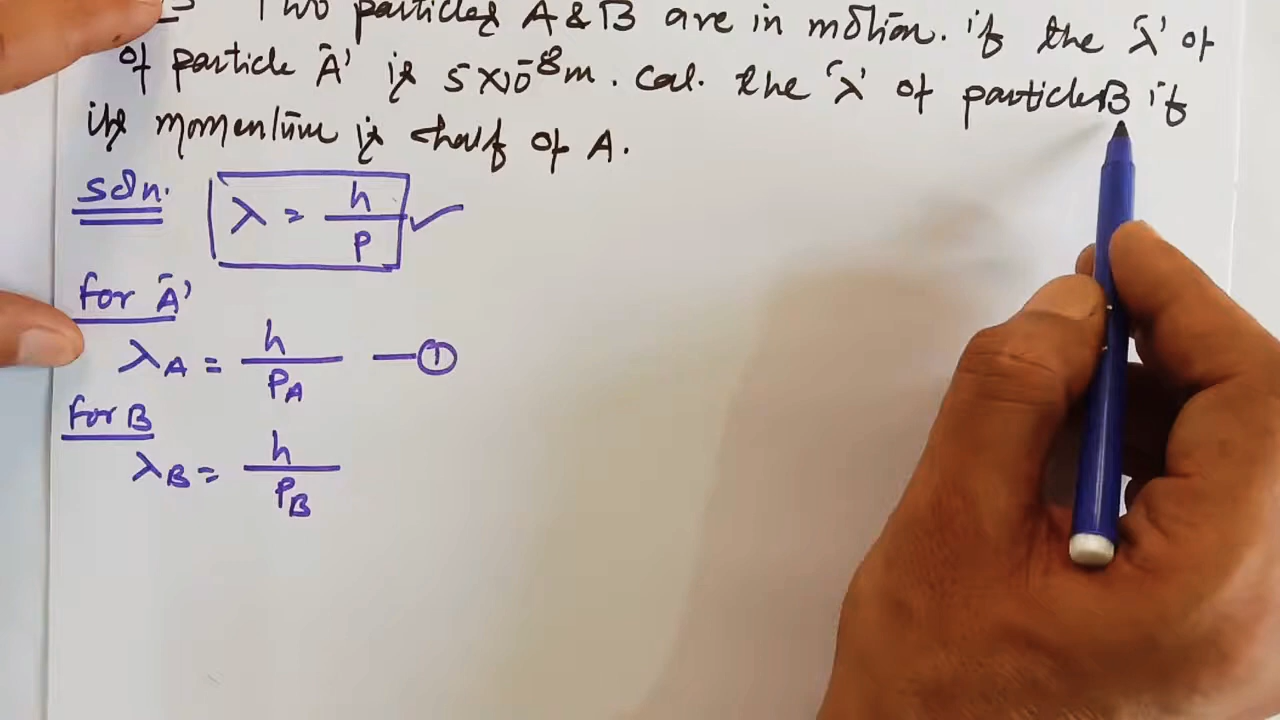 Two particles A & B are in motion. if the 'λ' of
of particle 'A' is 5×10⁻⁸m. Cal. the 'λ' of particles B if
its momentum is half of A.
Soln.
λ = h/P ✓
for 'A'
λA = h/PA —①
for B
λB = h/PB